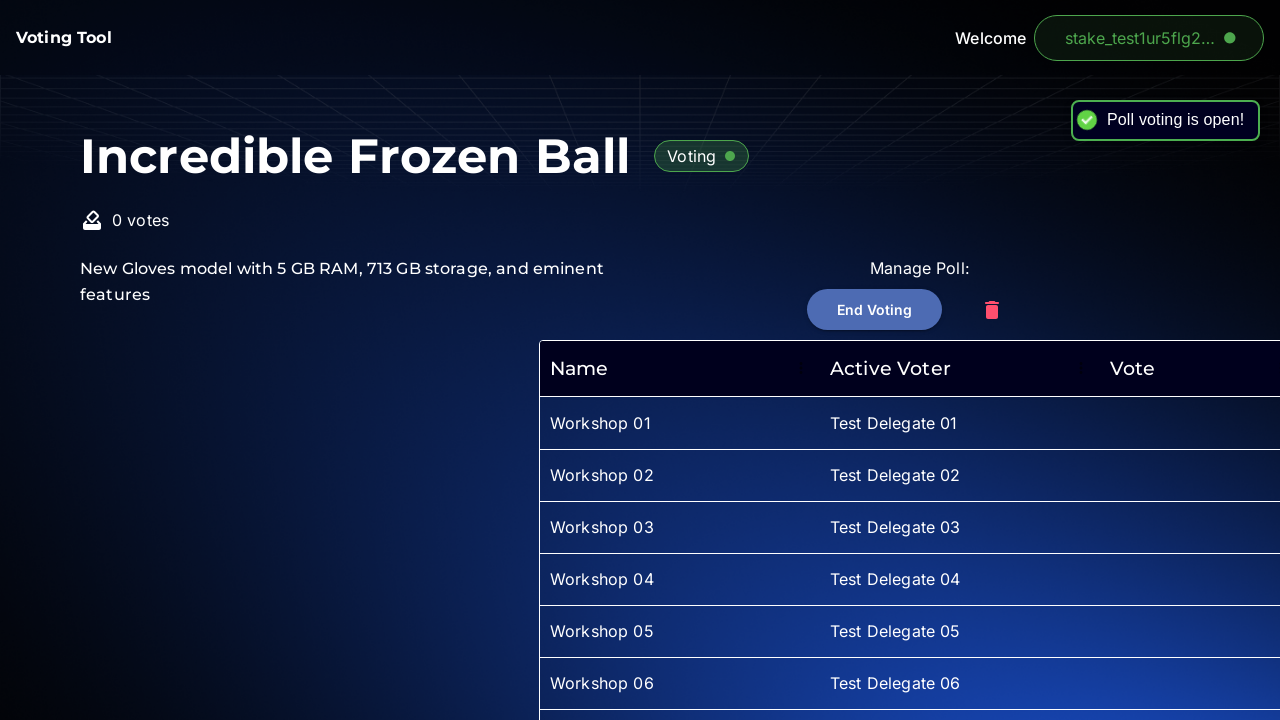 Voting Tool
Welcome
stake_test1ur5flg2...
Poll voting is open!
Incredible Frozen Ball
Voting
0 votes
New Gloves model with 5 GB RAM, 713 GB storage, and eminent
features
Manage Poll:
End Voting
Name Active Voter Vote
Workshop 01 Test Delegate 01
Workshop 02 Test Delegate 02
Workshop 03 Test Delegate 03
Workshop 04 Test Delegate 04
Workshop 05 Test Delegate 05
Workshop 06 Test Delegate 06